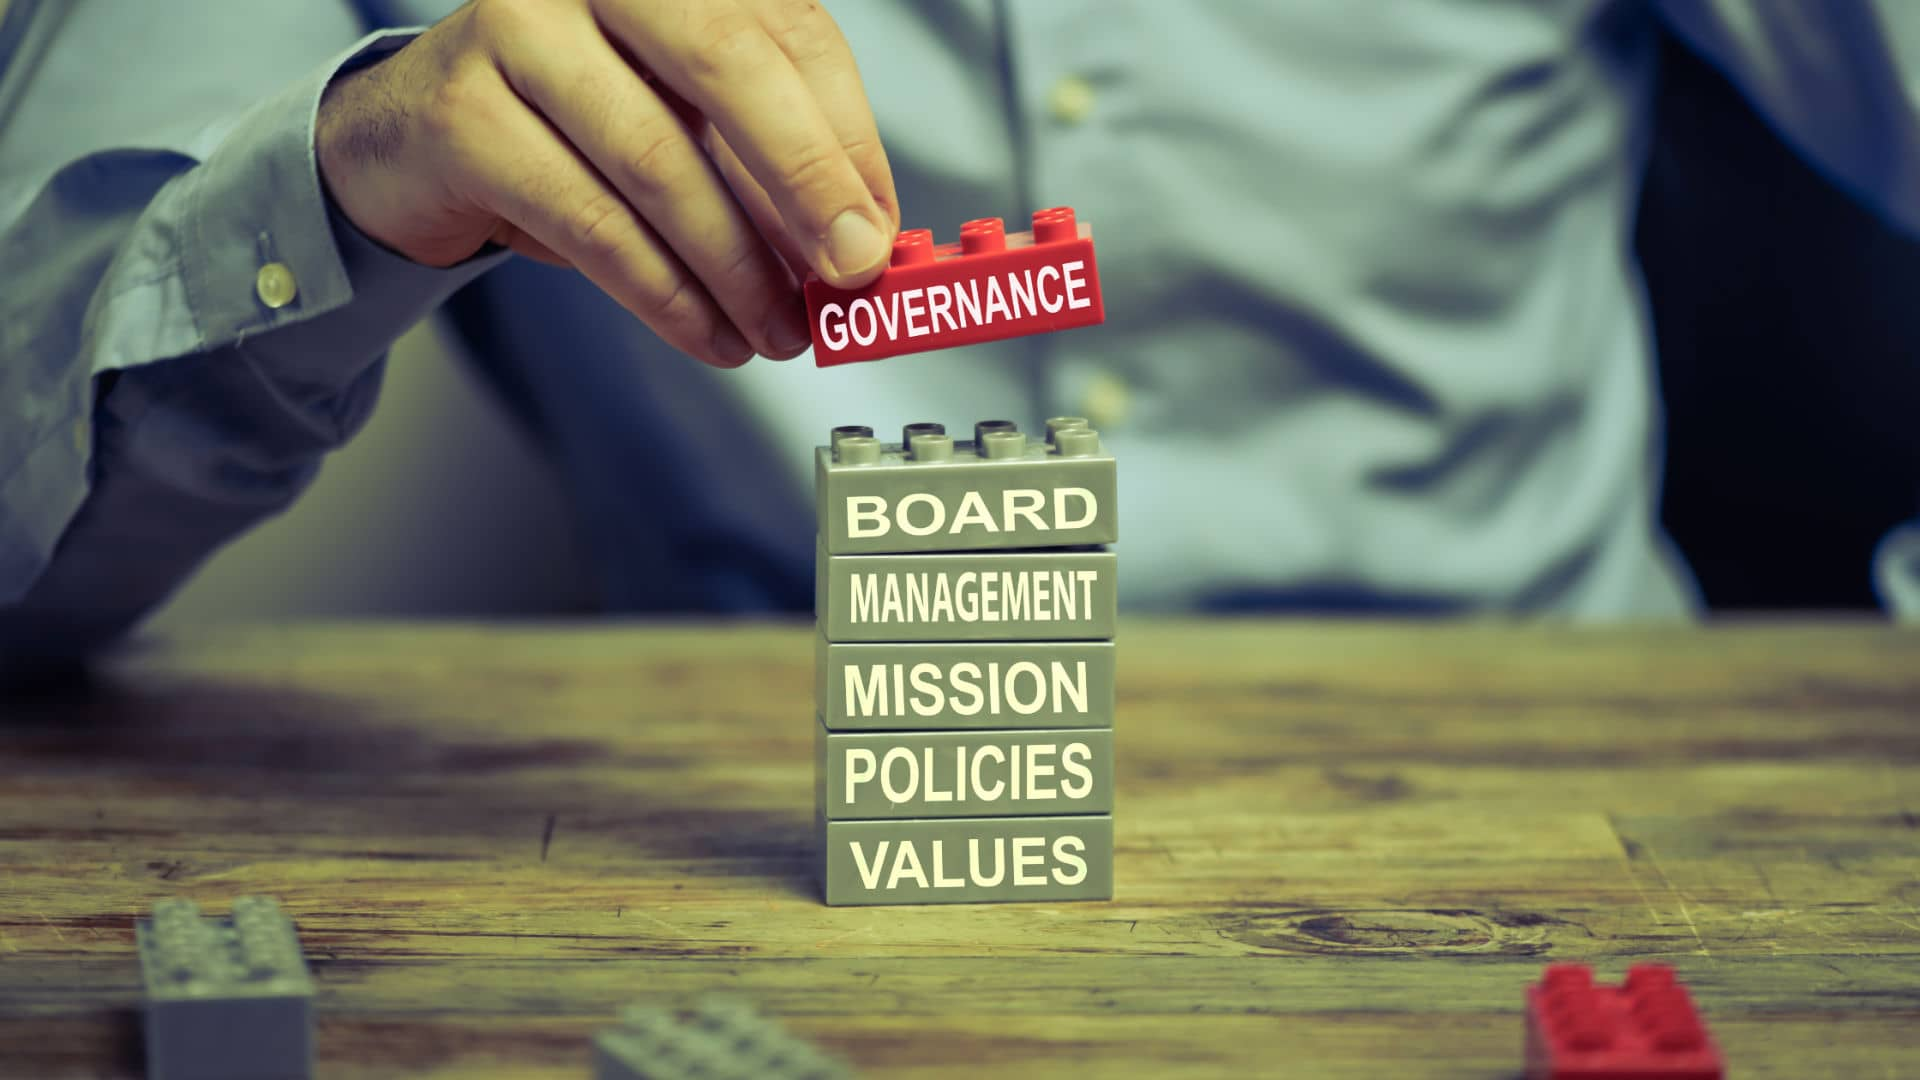 GOVERNANCE
BOARD
MANAGEMENT
MISSION
POLICIES
VALUES